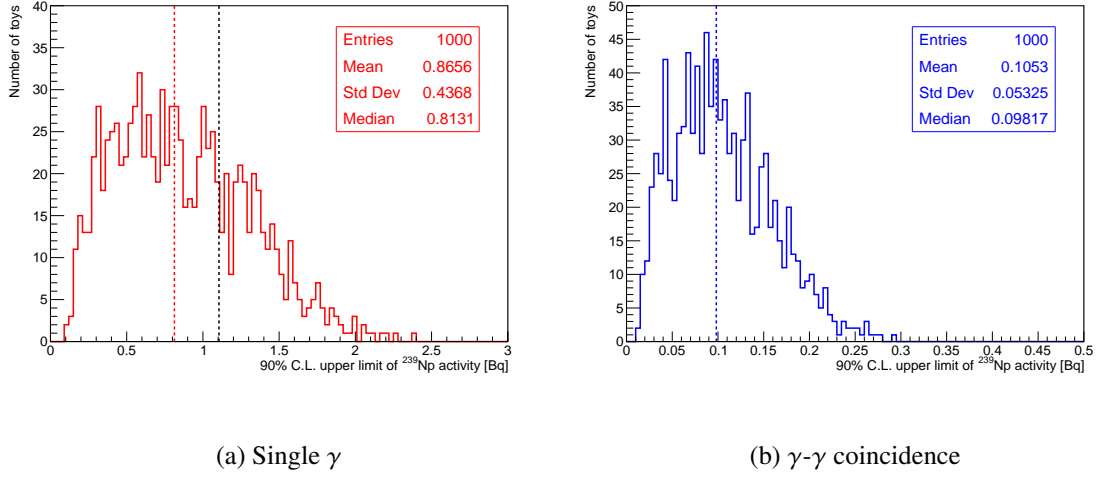 Number of toys
40
35
30
25
20
15
10
5
0
Entries 1000
Mean 0.8656
Std Dev 0.4368
Median 0.8131
0 0.5 1 1.5 2 2.5 3
90% C.L. upper limit of ²³⁹Np activity [Bq]
(a) Single γ
Number of toys
50
45
40
35
30
25
20
15
10
5
0
Entries 1000
Mean 0.1053
Std Dev 0.05325
Median 0.09817
0 0.05 0.1 0.15 0.2 0.25 0.3 0.35 0.4 0.45 0.5
90% C.L. upper limit of ²³⁹Np activity [Bq]
(b) γ-γ coincidence